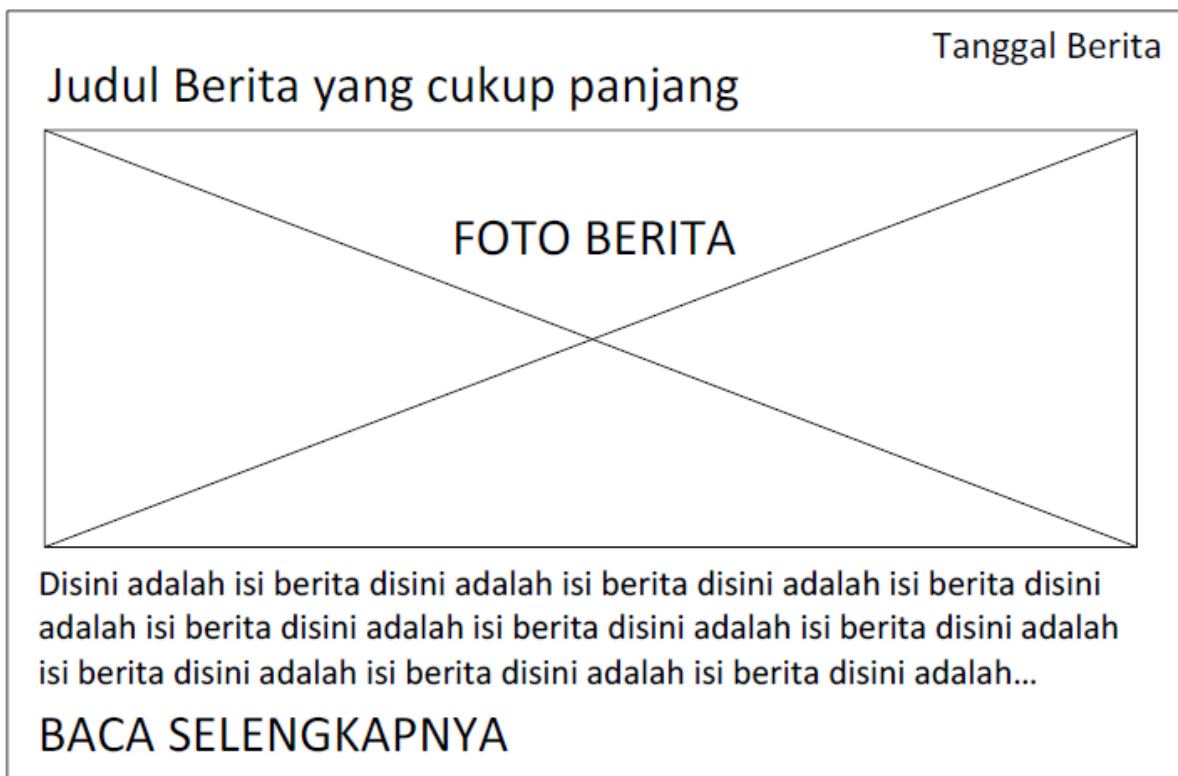 Tanggal Berita
Judul Berita yang cukup panjang
FOTO BERITA
Disini adalah isi berita disini adalah isi berita disini adalah isi berita disini
adalah isi berita disini adalah isi berita disini adalah isi berita disini adalah
isi berita disini adalah isi berita disini adalah isi berita disini adalah...
BACA SELENGKAPNYA